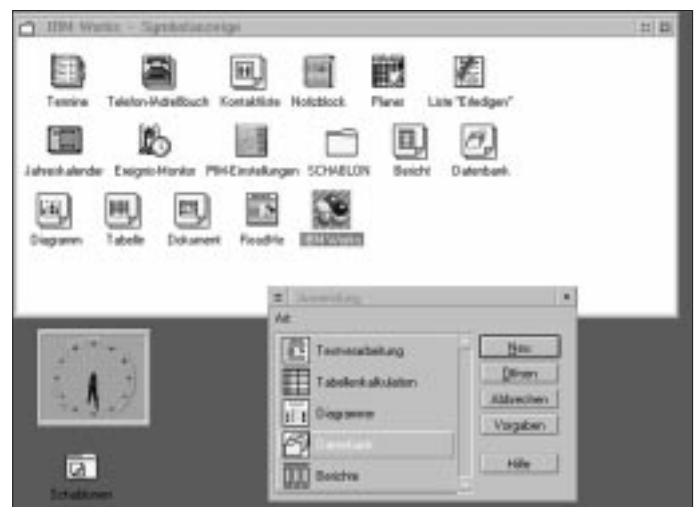 IBM Works - Symbolanzeige
Termine Telefon-/Adreßbuch Kontaktliste Notizblock Planer Liste "Erledigen"
Jahreskalender Ereignis-Monitor PIM-Einstellungen SCHABLON Bericht Datenbank
Diagramm Tabelle Dokument ReadMe IBM Works
Anwendung
Art
Textverarbeitung
Tabellenkalkulation
Diagramme
Datenbank
Berichte
Neu
Öffnen
Abbrechen
Vorgaben
Hilfe
Schablonen